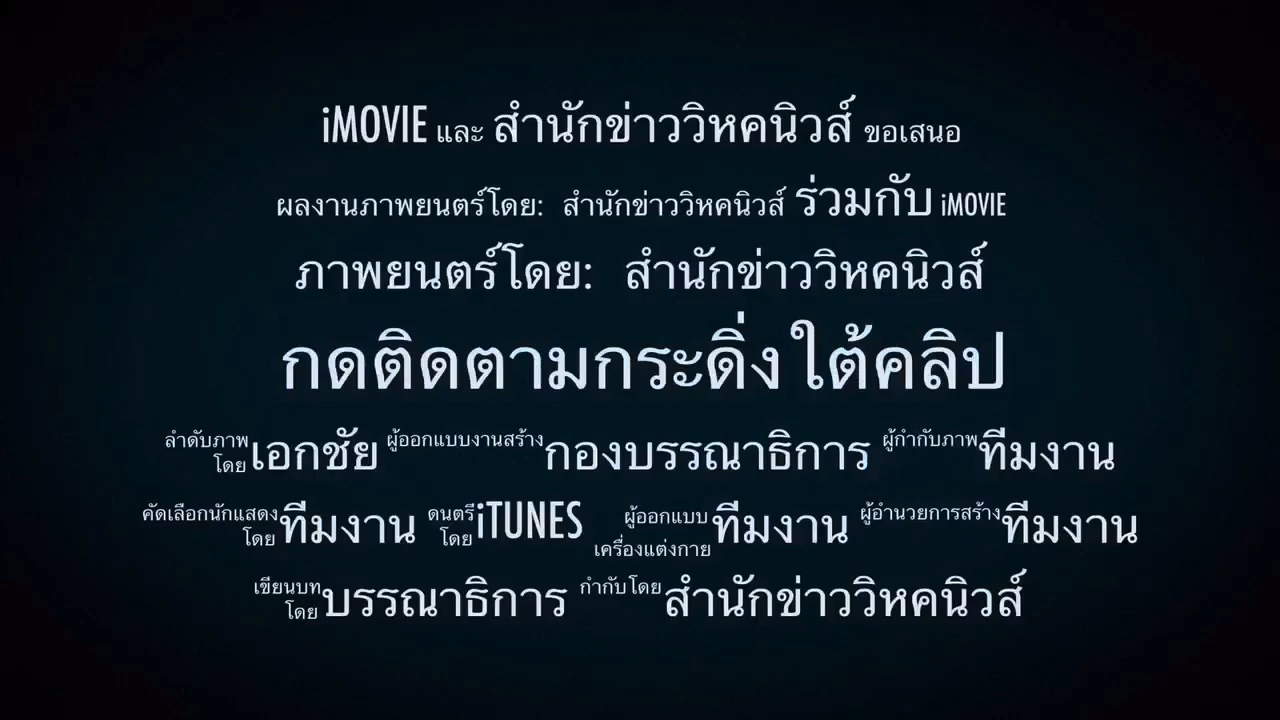 iMOVIE และ สำนักข่าววิหคนิวส์ ขอเสนอ
ผลงานภาพยนตร์โดย: สำนักข่าววิหคนิวส์ ร่วมกับ iMOVIE
ภาพยนตร์โดย: สำนักข่าววิหคนิวส์
กดติดตามกระดิ่งใต้คลิป
ลำดับภาพโดย เอกชัย ผู้ออกแบบงานสร้าง กองบรรณาธิการ ผู้กำกับภาพ ทีมงาน
คัดเลือกนักแสดงโดย ทีมงาน ดนตรีโดย iTUNES ผู้ออกแบบเครื่องแต่งกาย ทีมงาน ผู้อำนวยการสร้าง ทีมงาน
เขียนบทโดย บรรณาธิการ กำกับโดย สำนักข่าววิหคนิวส์